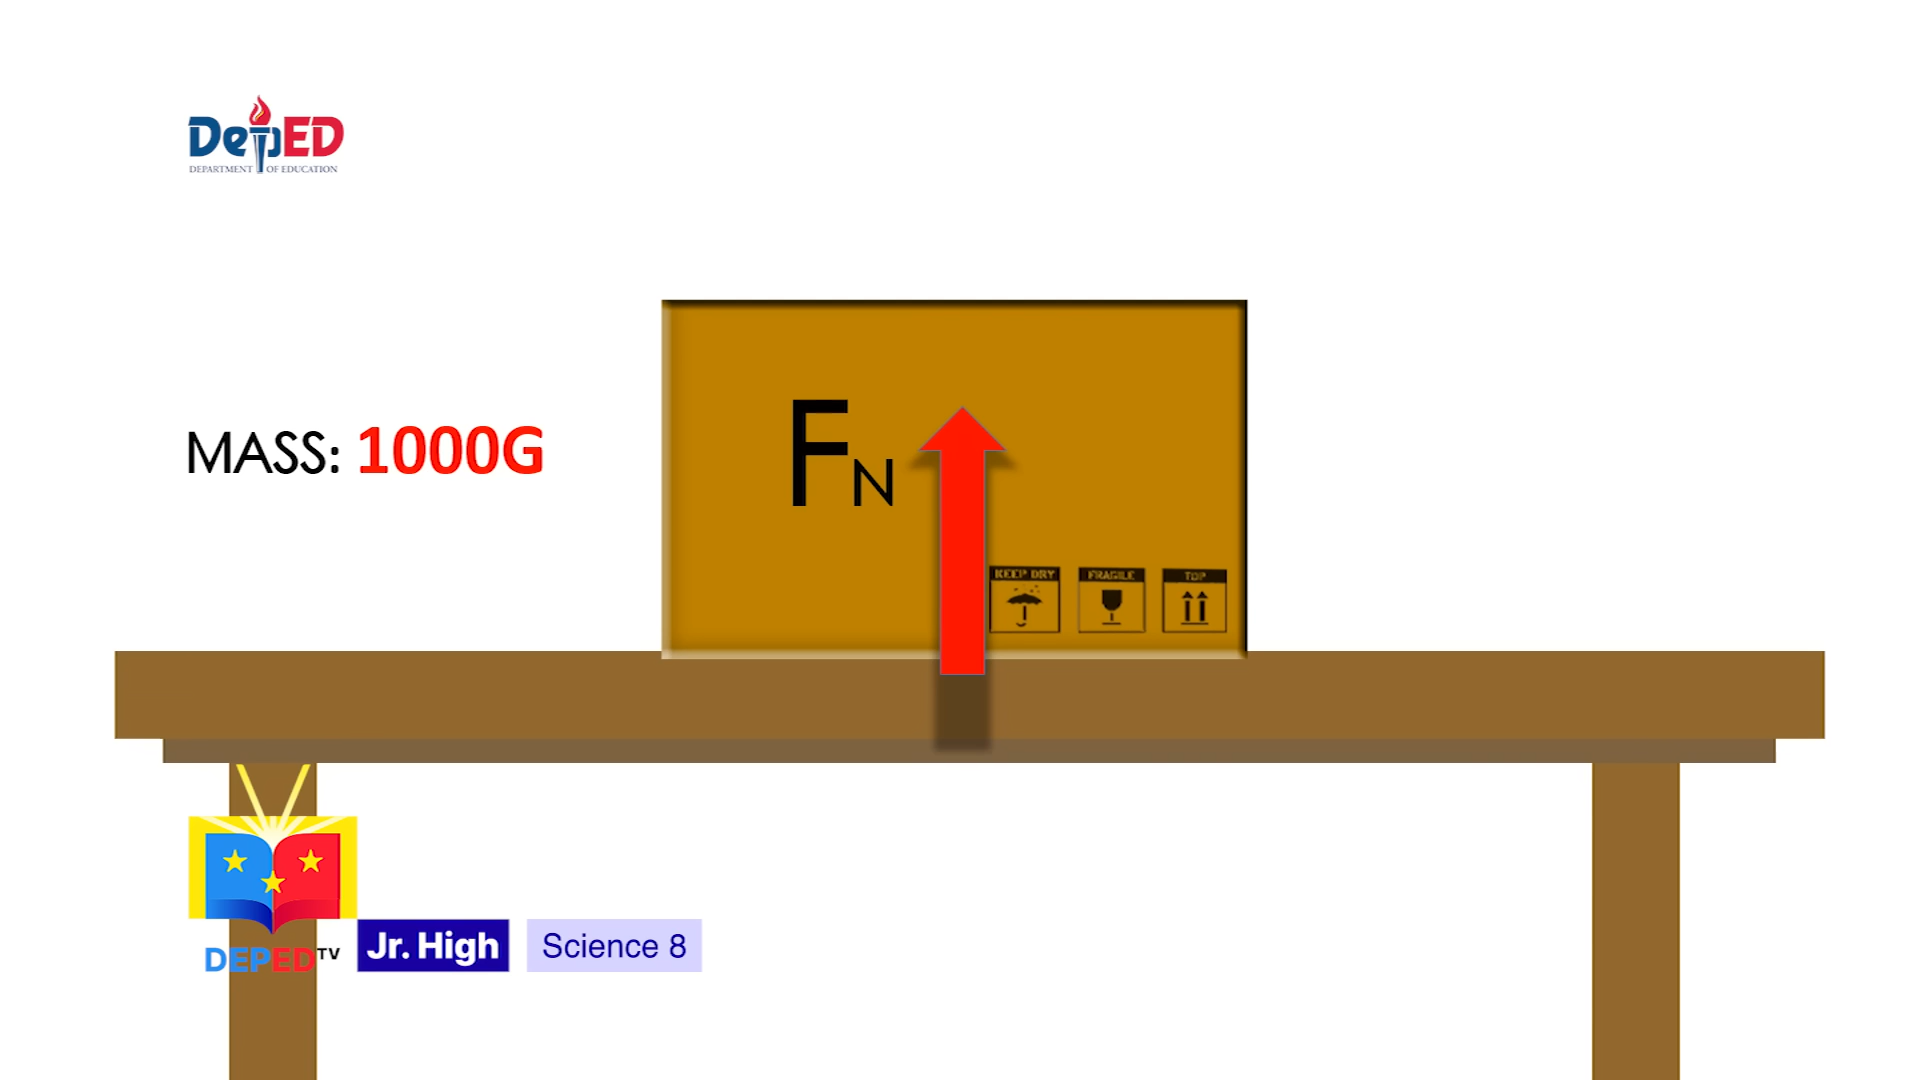 DepED
DEPARTMENT OF EDUCATION
MASS: 1000G
FN
KEEP DRY
FRAGILE
TOP
DEPED TV
Jr. High
Science 8